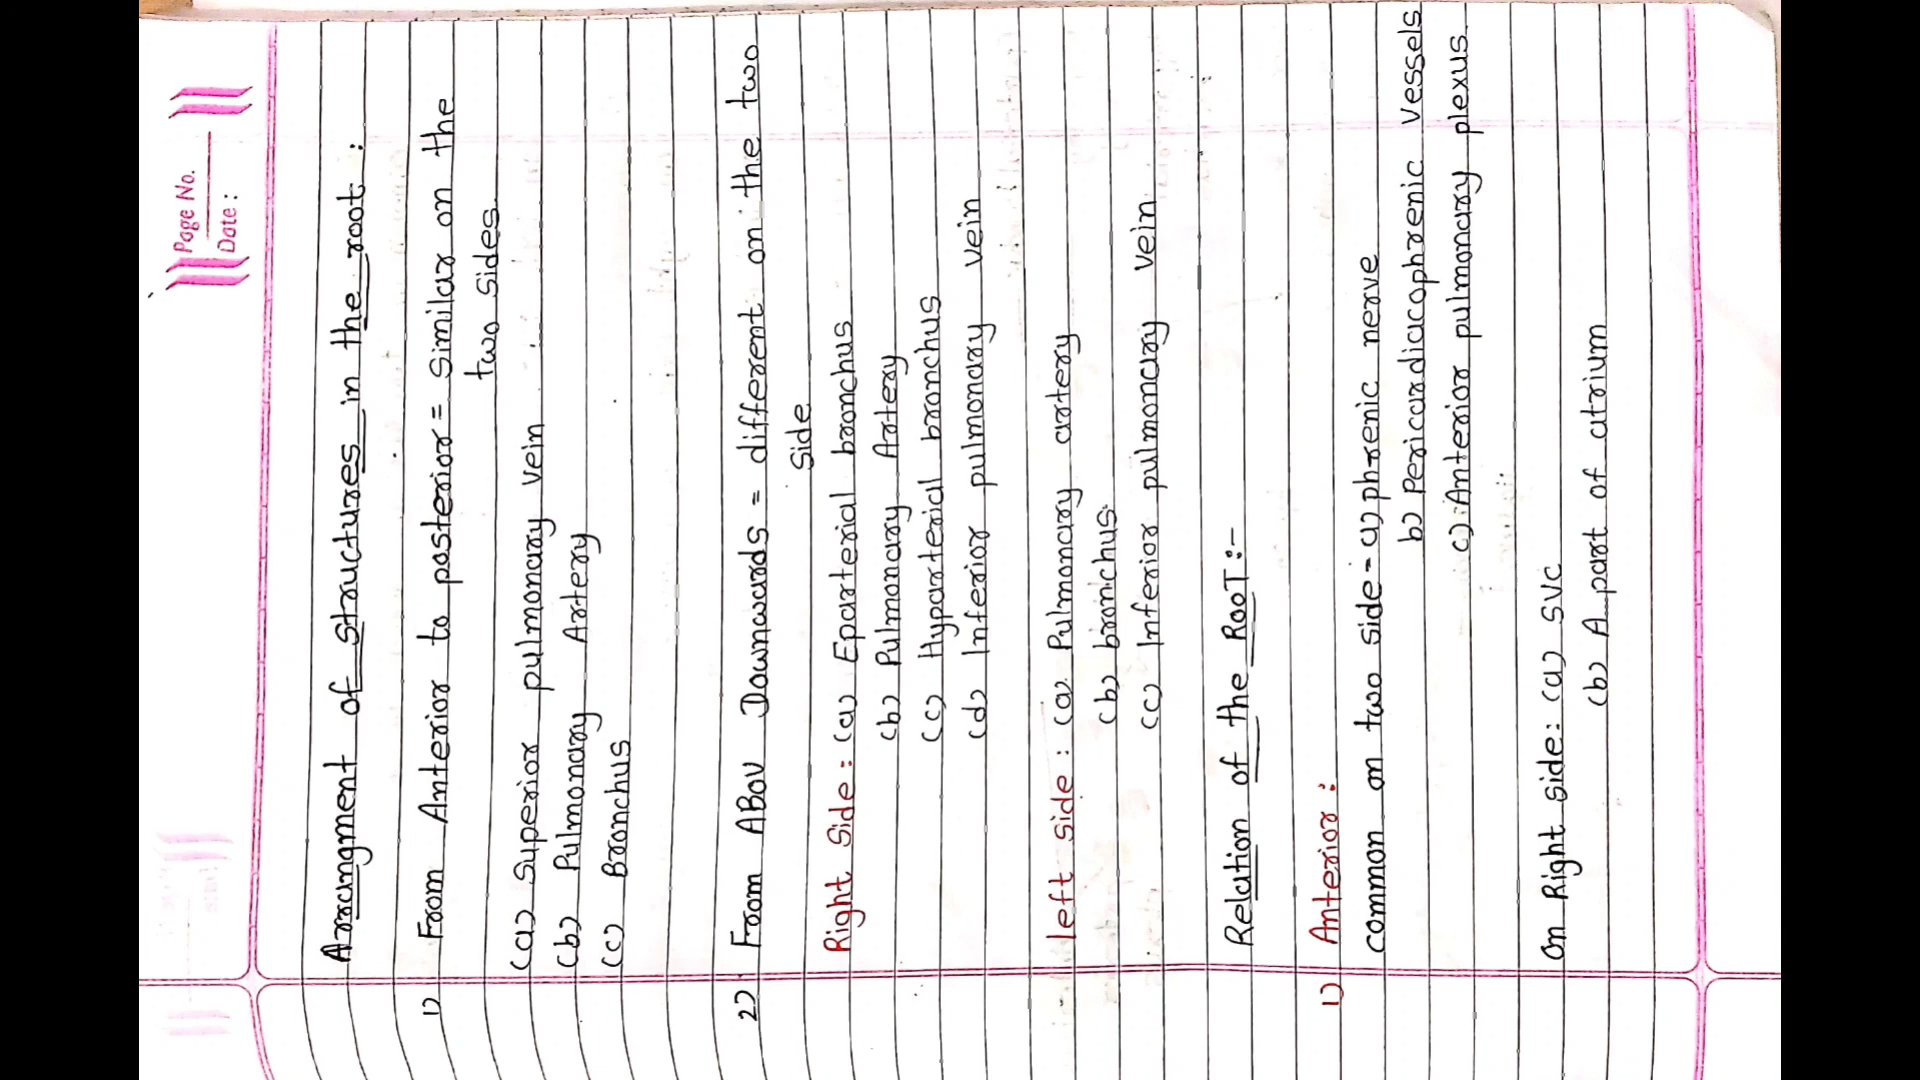 Page No.
Date:
Arrangment of structures in the root:
1) From Anterior to posterior = similar on the
two sides.
(a) Superior pulmonary vein
(b) Pulmonary Artery
(c) Bronchus
2) From ABOV Downwards = different on the two
side
Right Side: (a) Eparterial bronchus
(b) Pulmonary Artery
(c) Hyparterial bronchus
(d) Inferior pulmonary vein
left side: (a) Pulmonary artery
(b) bronchus
(c) Inferior pulmonary vein
Relation of the ROOT:-
1) Anterior:
common on two side - a) phrenic nerve
b) Pericardiacophrenic vessels
c) Anterior pulmonary plexus.
On Right side: (a) SVC
(b) A part of atrium